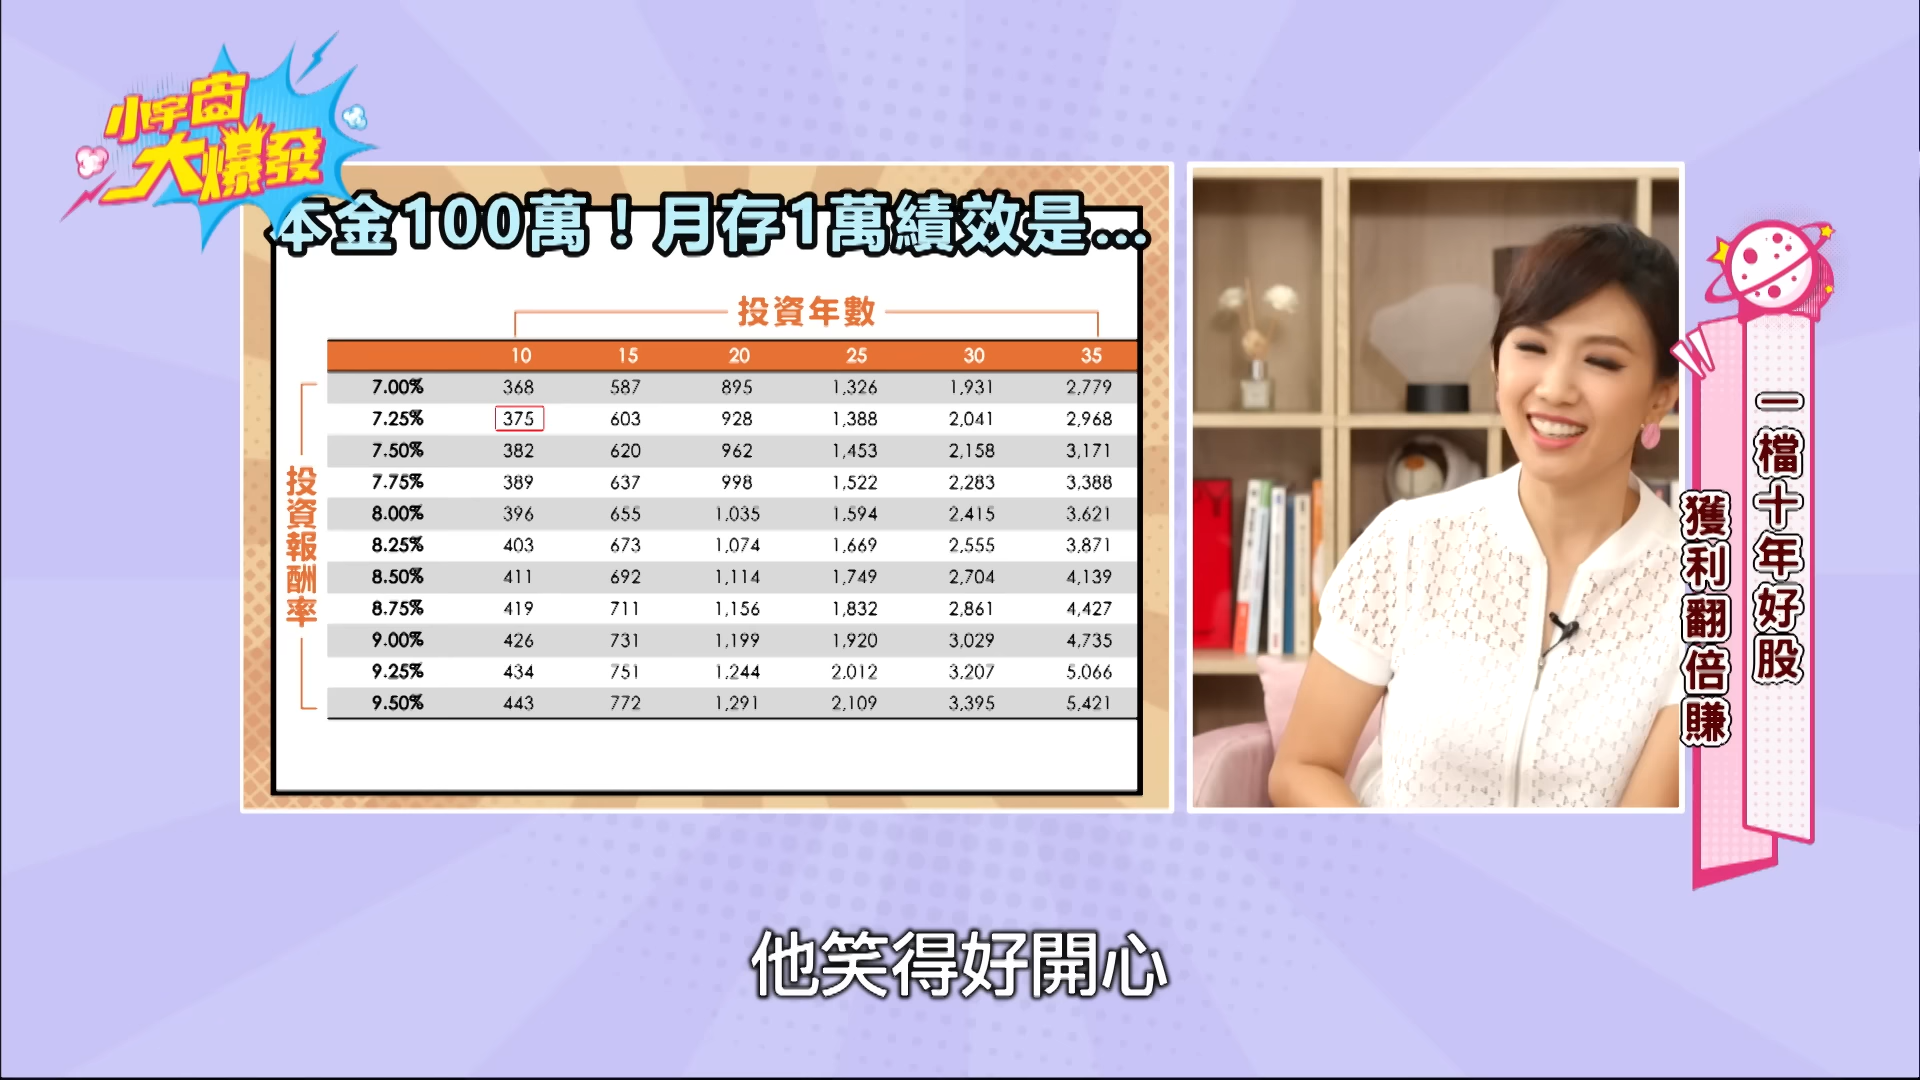 小宇宙
大爆發
本金100萬！月存1萬績效是...
投資年數
10 15 20 25 30 35
投資報酬率
7.00% 368 587 895 1,326 1,931 2,779
7.25% 375 603 928 1,388 2,041 2,968
7.50% 382 620 962 1,453 2,158 3,171
7.75% 389 637 998 1,522 2,283 3,388
8.00% 396 655 1,035 1,594 2,415 3,621
8.25% 403 673 1,074 1,669 2,555 3,871
8.50% 411 692 1,114 1,749 2,704 4,139
8.75% 419 711 1,156 1,832 2,861 4,427
9.00% 426 731 1,199 1,920 3,029 4,735
9.25% 434 751 1,244 2,012 3,207 5,066
9.50% 443 772 1,291 2,109 3,395 5,421
一檔十年好股
獲利翻倍賺
他笑得好開心